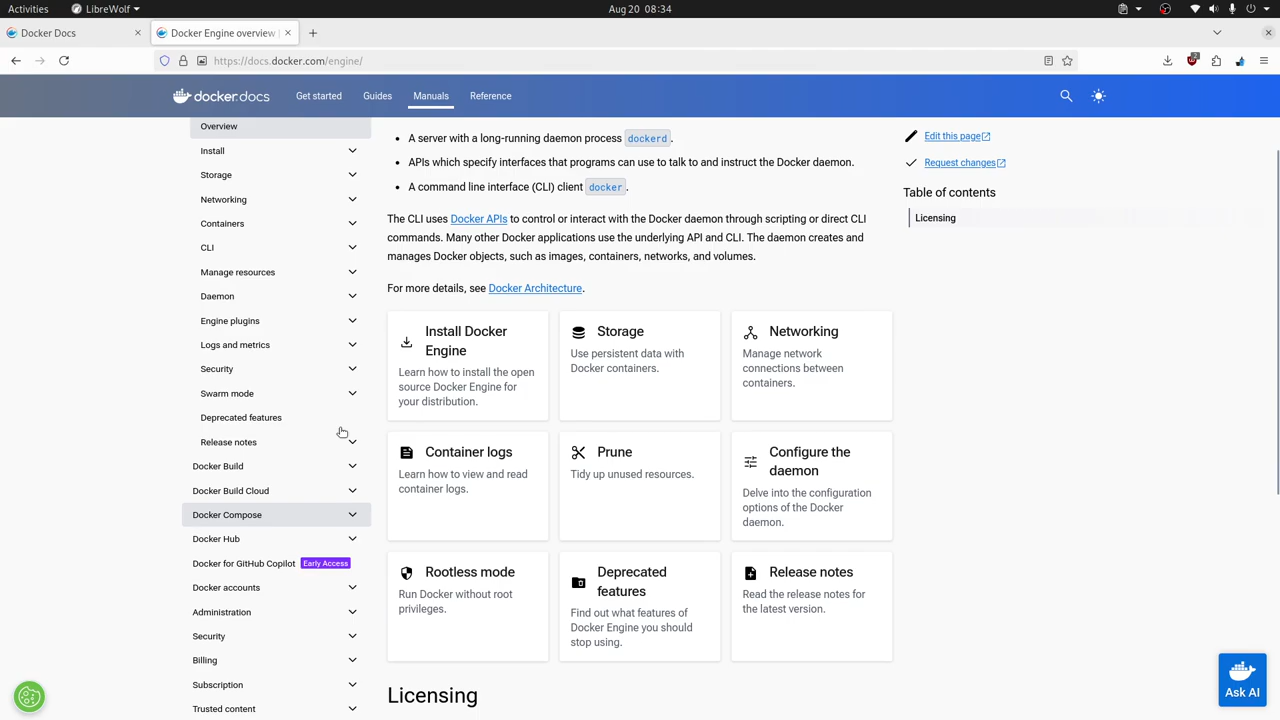 Activities
LibreWolf
Aug 20 08:34
Docker Docs
Docker Engine overview
https://docs.docker.com/engine/
2
docker.docs
Get started
Guides
Manuals
Reference
Overview
Install
Storage
Networking
Containers
CLI
Manage resources
Daemon
Engine plugins
Logs and metrics
Security
Swarm mode
Deprecated features
Release notes
Docker Build
Docker Build Cloud
Docker Compose
Docker Hub
Docker for GitHub Copilot Early Access
Docker accounts
Administration
Security
Billing
Subscription
Trusted content
• A server with a long-running daemon process dockerd.
• APIs which specify interfaces that programs can use to talk to and instruct the Docker daemon.
• A command line interface (CLI) client docker.
The CLI uses Docker APIs to control or interact with the Docker daemon through scripting or direct CLI
commands. Many other Docker applications use the underlying API and CLI. The daemon creates and
manages Docker objects, such as images, containers, networks, and volumes.
For more details, see Docker Architecture.
Install Docker
Engine
Learn how to install the open
source Docker Engine for
your distribution.
Storage
Use persistent data with
Docker containers.
Networking
Manage network
connections between
containers.
Container logs
Learn how to view and read
container logs.
Prune
Tidy up unused resources.
Configure the
daemon
Delve into the configuration
options of the Docker
daemon.
Rootless mode
Run Docker without root
privileges.
Deprecated
features
Find out what features of
Docker Engine you should
stop using.
Release notes
Read the release notes for
the latest version.
Licensing
Edit this page
Request changes
Table of contents
Licensing
Ask AI